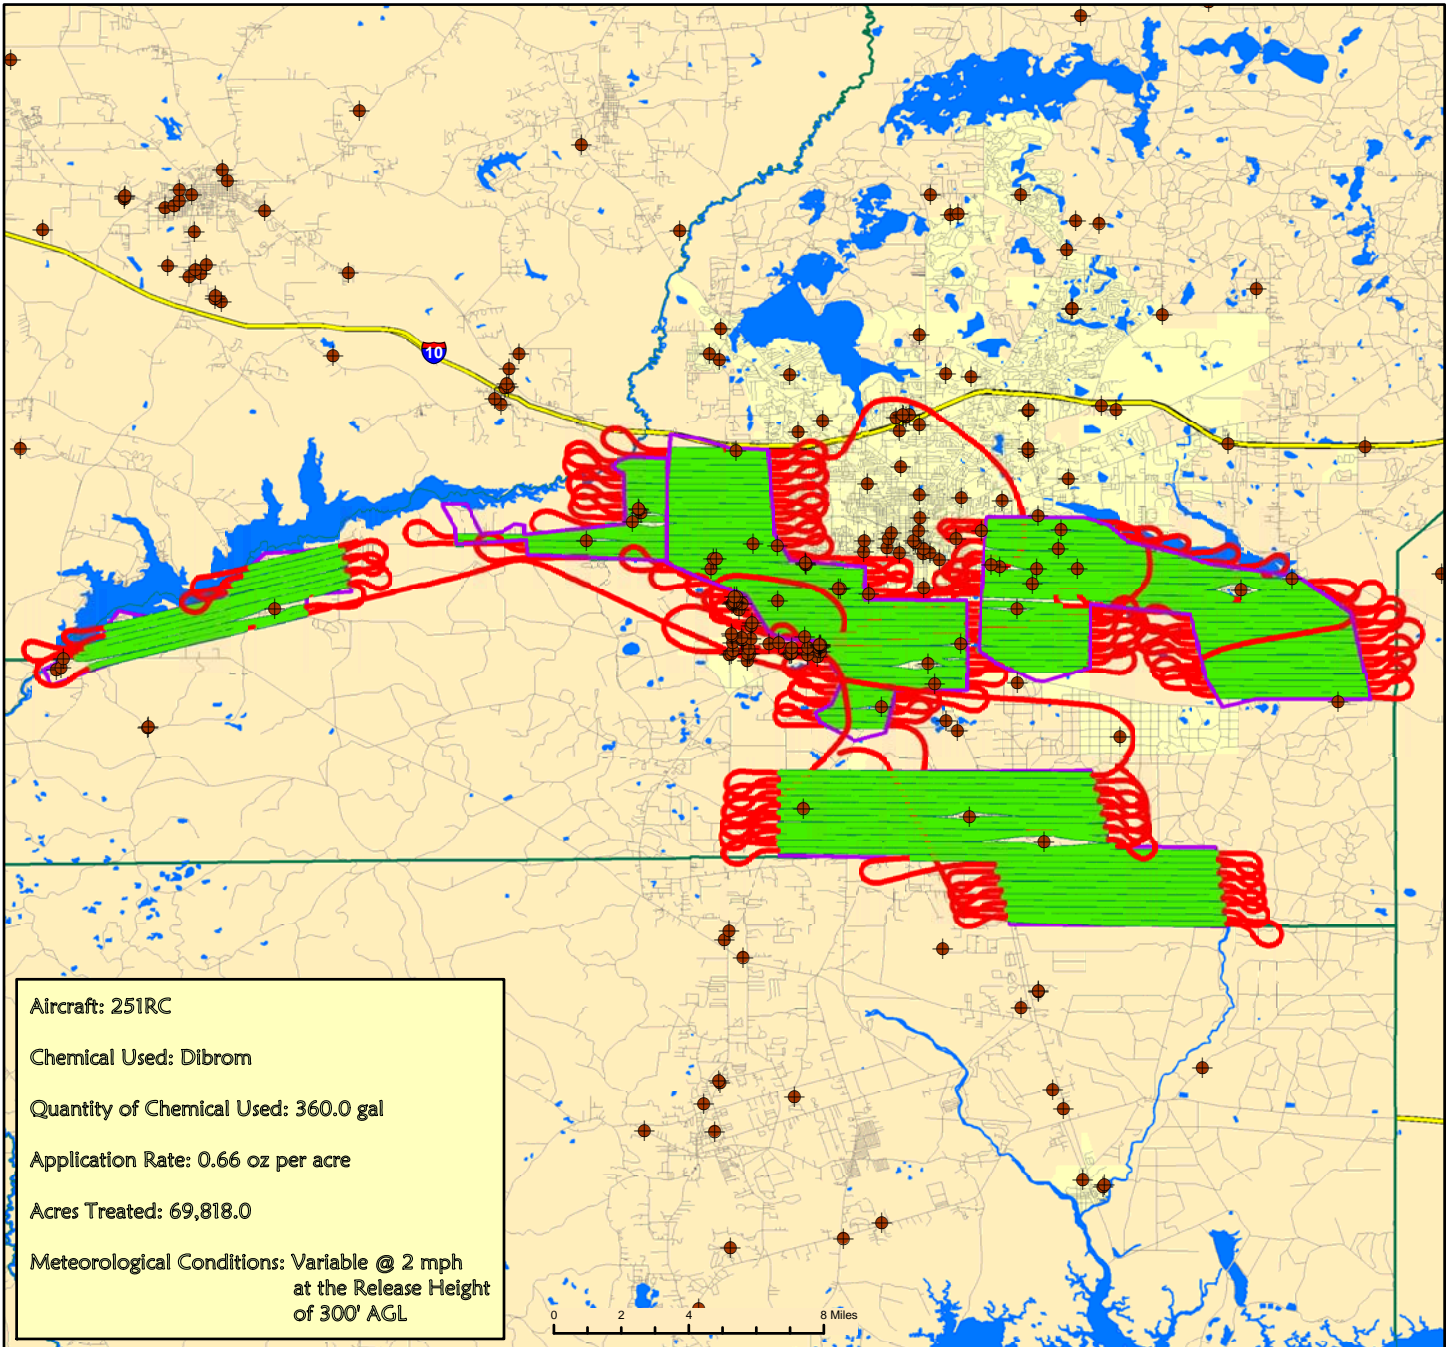 10
Aircraft: 251RC
Chemical Used: Dibrom
Quantity of Chemical Used: 360.0 gal
Application Rate: 0.66 oz per acre
Acres Treated: 69,818.0
Meteorological Conditions: Variable @ 2 mph
at the Release Height
of 300' AGL
0 2 4 8 Miles